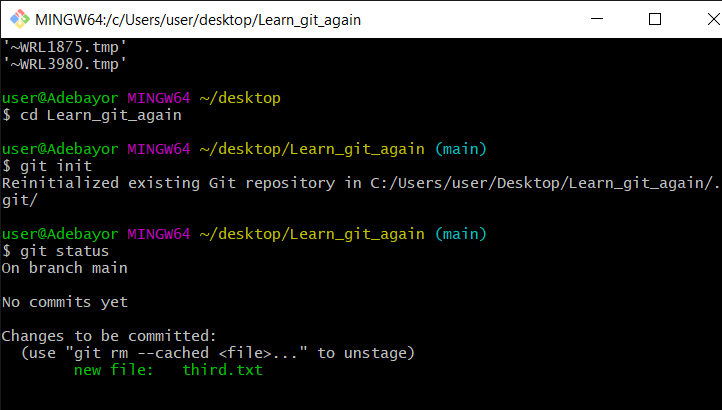 MINGW64:/c/Users/user/desktop/Learn_git_again
'~WRL1875.tmp'
'~WRL3980.tmp'
user@Adebayor MINGW64 ~/desktop
$ cd Learn_git_again
user@Adebayor MINGW64 ~/desktop/Learn_git_again (main)
$ git init
Reinitialized existing Git repository in C:/Users/user/Desktop/Learn_git_again/.
git/
user@Adebayor MINGW64 ~/desktop/Learn_git_again (main)
$ git status
On branch main
No commits yet
Changes to be committed:
  (use "git rm --cached <file>..." to unstage)
        new file:   third.txt